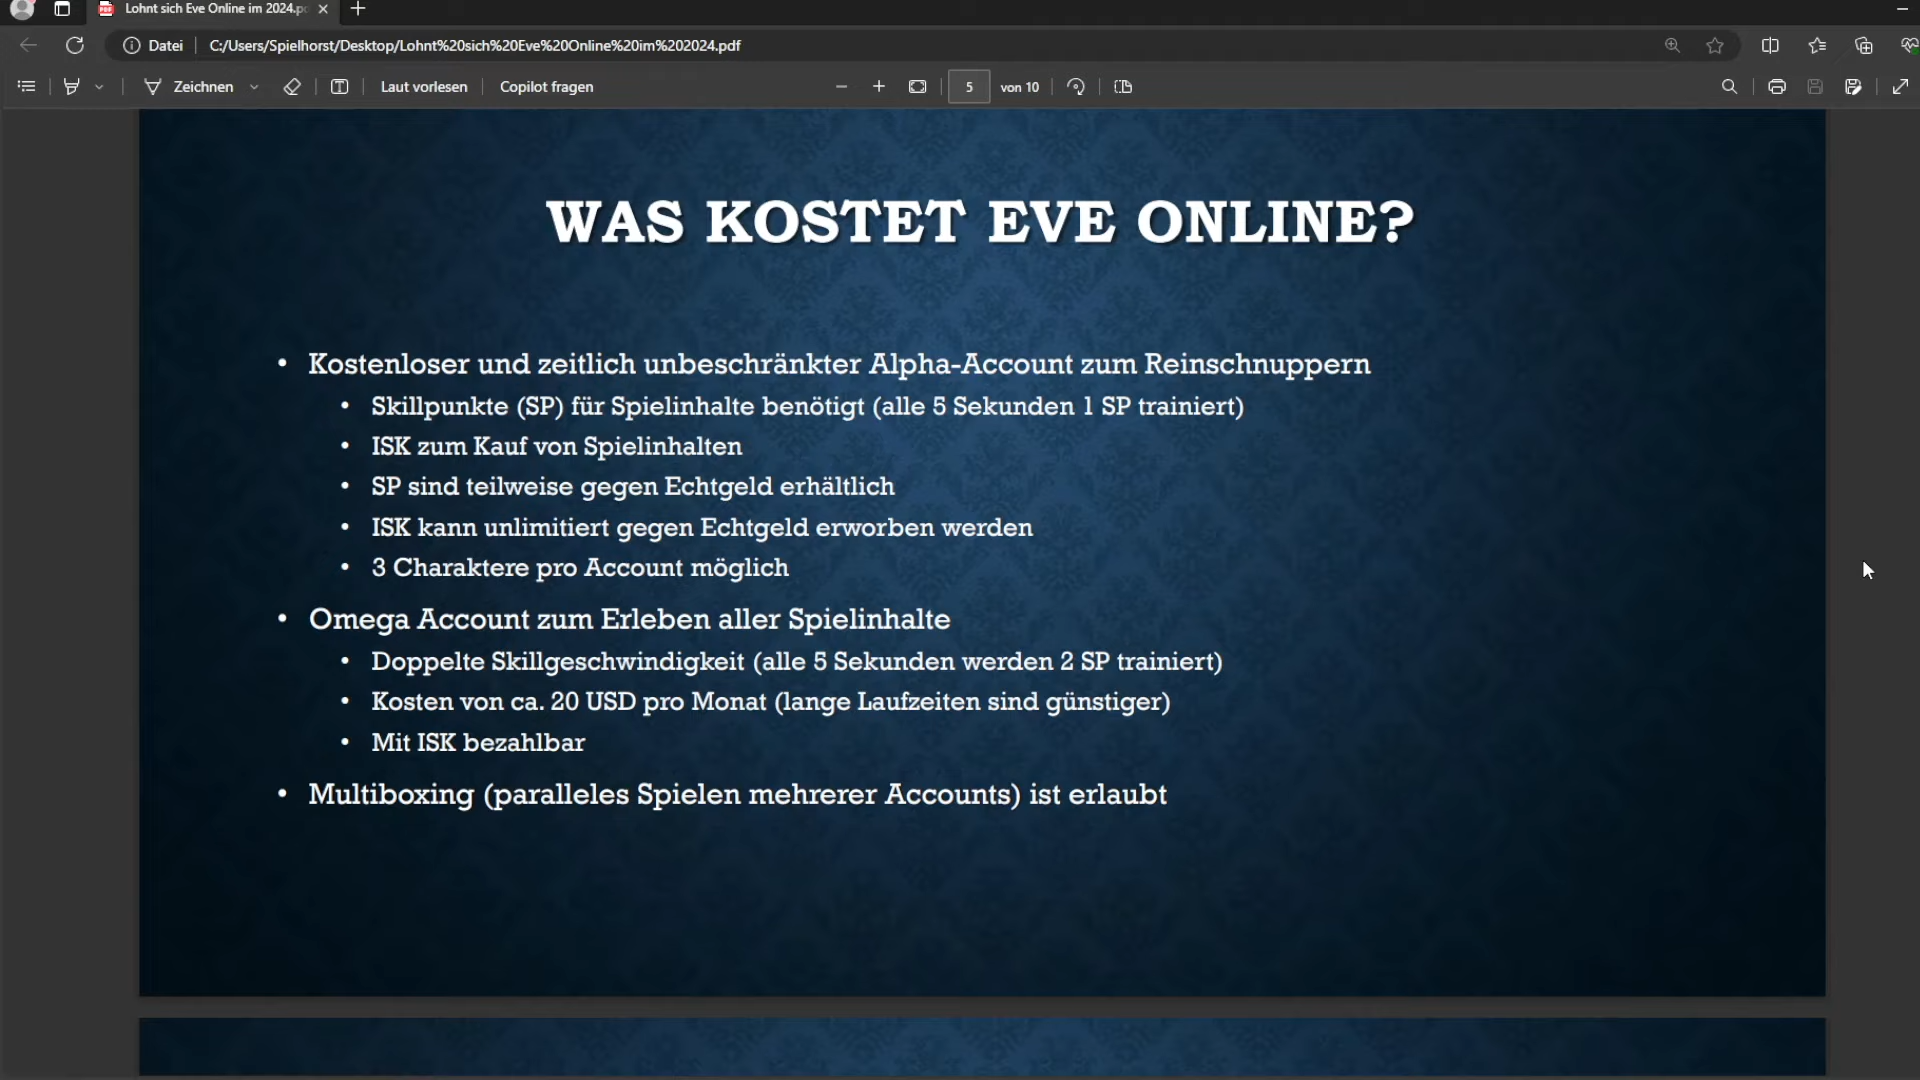 Lohnt sich Eve Online im 2024.pd
Datei
C:/Users/Spielhorst/Desktop/Lohnt%20sich%20Eve%20Online%20im%202024.pdf
Zeichnen
Laut vorlesen
Copilot fragen
5
von 10
WAS KOSTET EVE ONLINE?
• Kostenloser und zeitlich unbeschränkter Alpha-Account zum Reinschnuppern
• Skillpunkte (SP) für Spielinhalte benötigt (alle 5 Sekunden 1 SP trainiert)
• ISK zum Kauf von Spielinhalten
• SP sind teilweise gegen Echtgeld erhältlich
• ISK kann unlimitiert gegen Echtgeld erworben werden
• 3 Charaktere pro Account möglich
• Omega Account zum Erleben aller Spielinhalte
• Doppelte Skillgeschwindigkeit (alle 5 Sekunden werden 2 SP trainiert)
• Kosten von ca. 20 USD pro Monat (lange Laufzeiten sind günstiger)
• Mit ISK bezahlbar
• Multiboxing (paralleles Spielen mehrerer Accounts) ist erlaubt